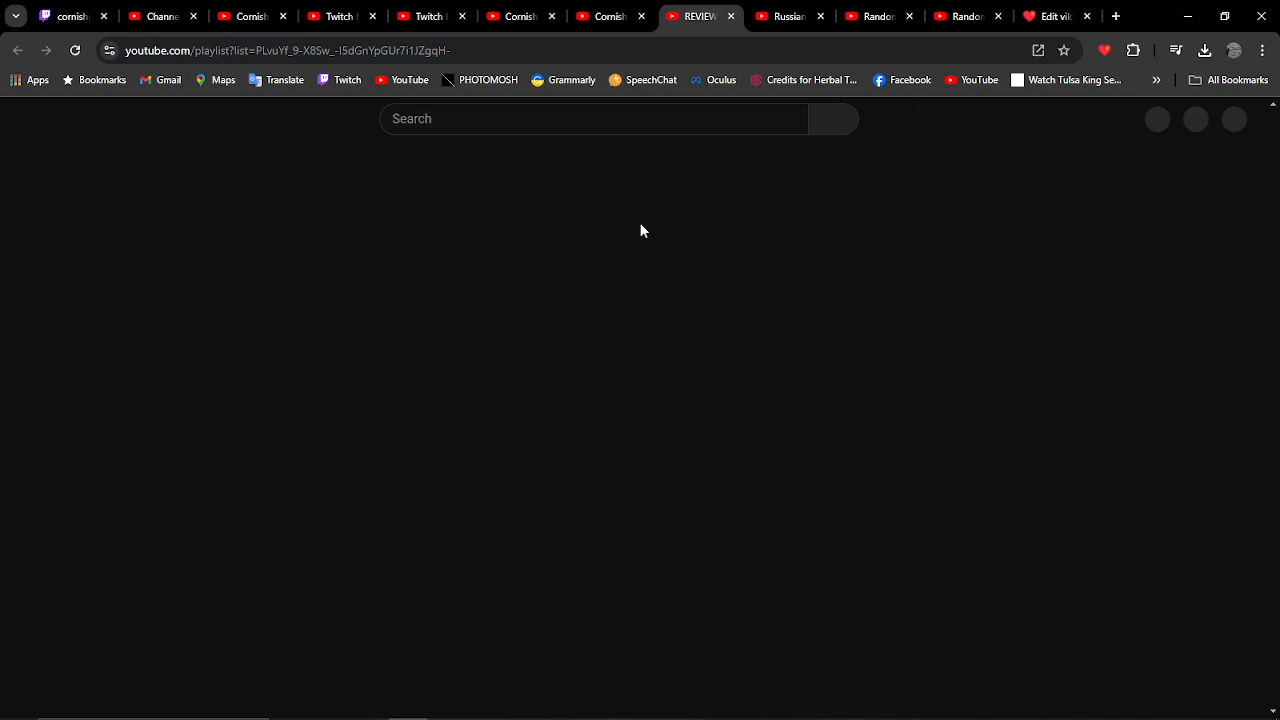 cornish
Channe
Cornish
Twitch
Twitch
Cornish
Cornish
REVIEW
Russian
Randon
Randon
Edit vik
youtube.com/playlist?list=PLvuYf_9-X8Sw_-I5dGnYpGUr7i1JZgqH-
Apps
Bookmarks
Gmail
Maps
Translate
Twitch
YouTube
PHOTOMOSH
Grammarly
SpeechChat
Oculus
Credits for Herbal T...
Facebook
YouTube
Watch Tulsa King Se...
»
All Bookmarks
Search